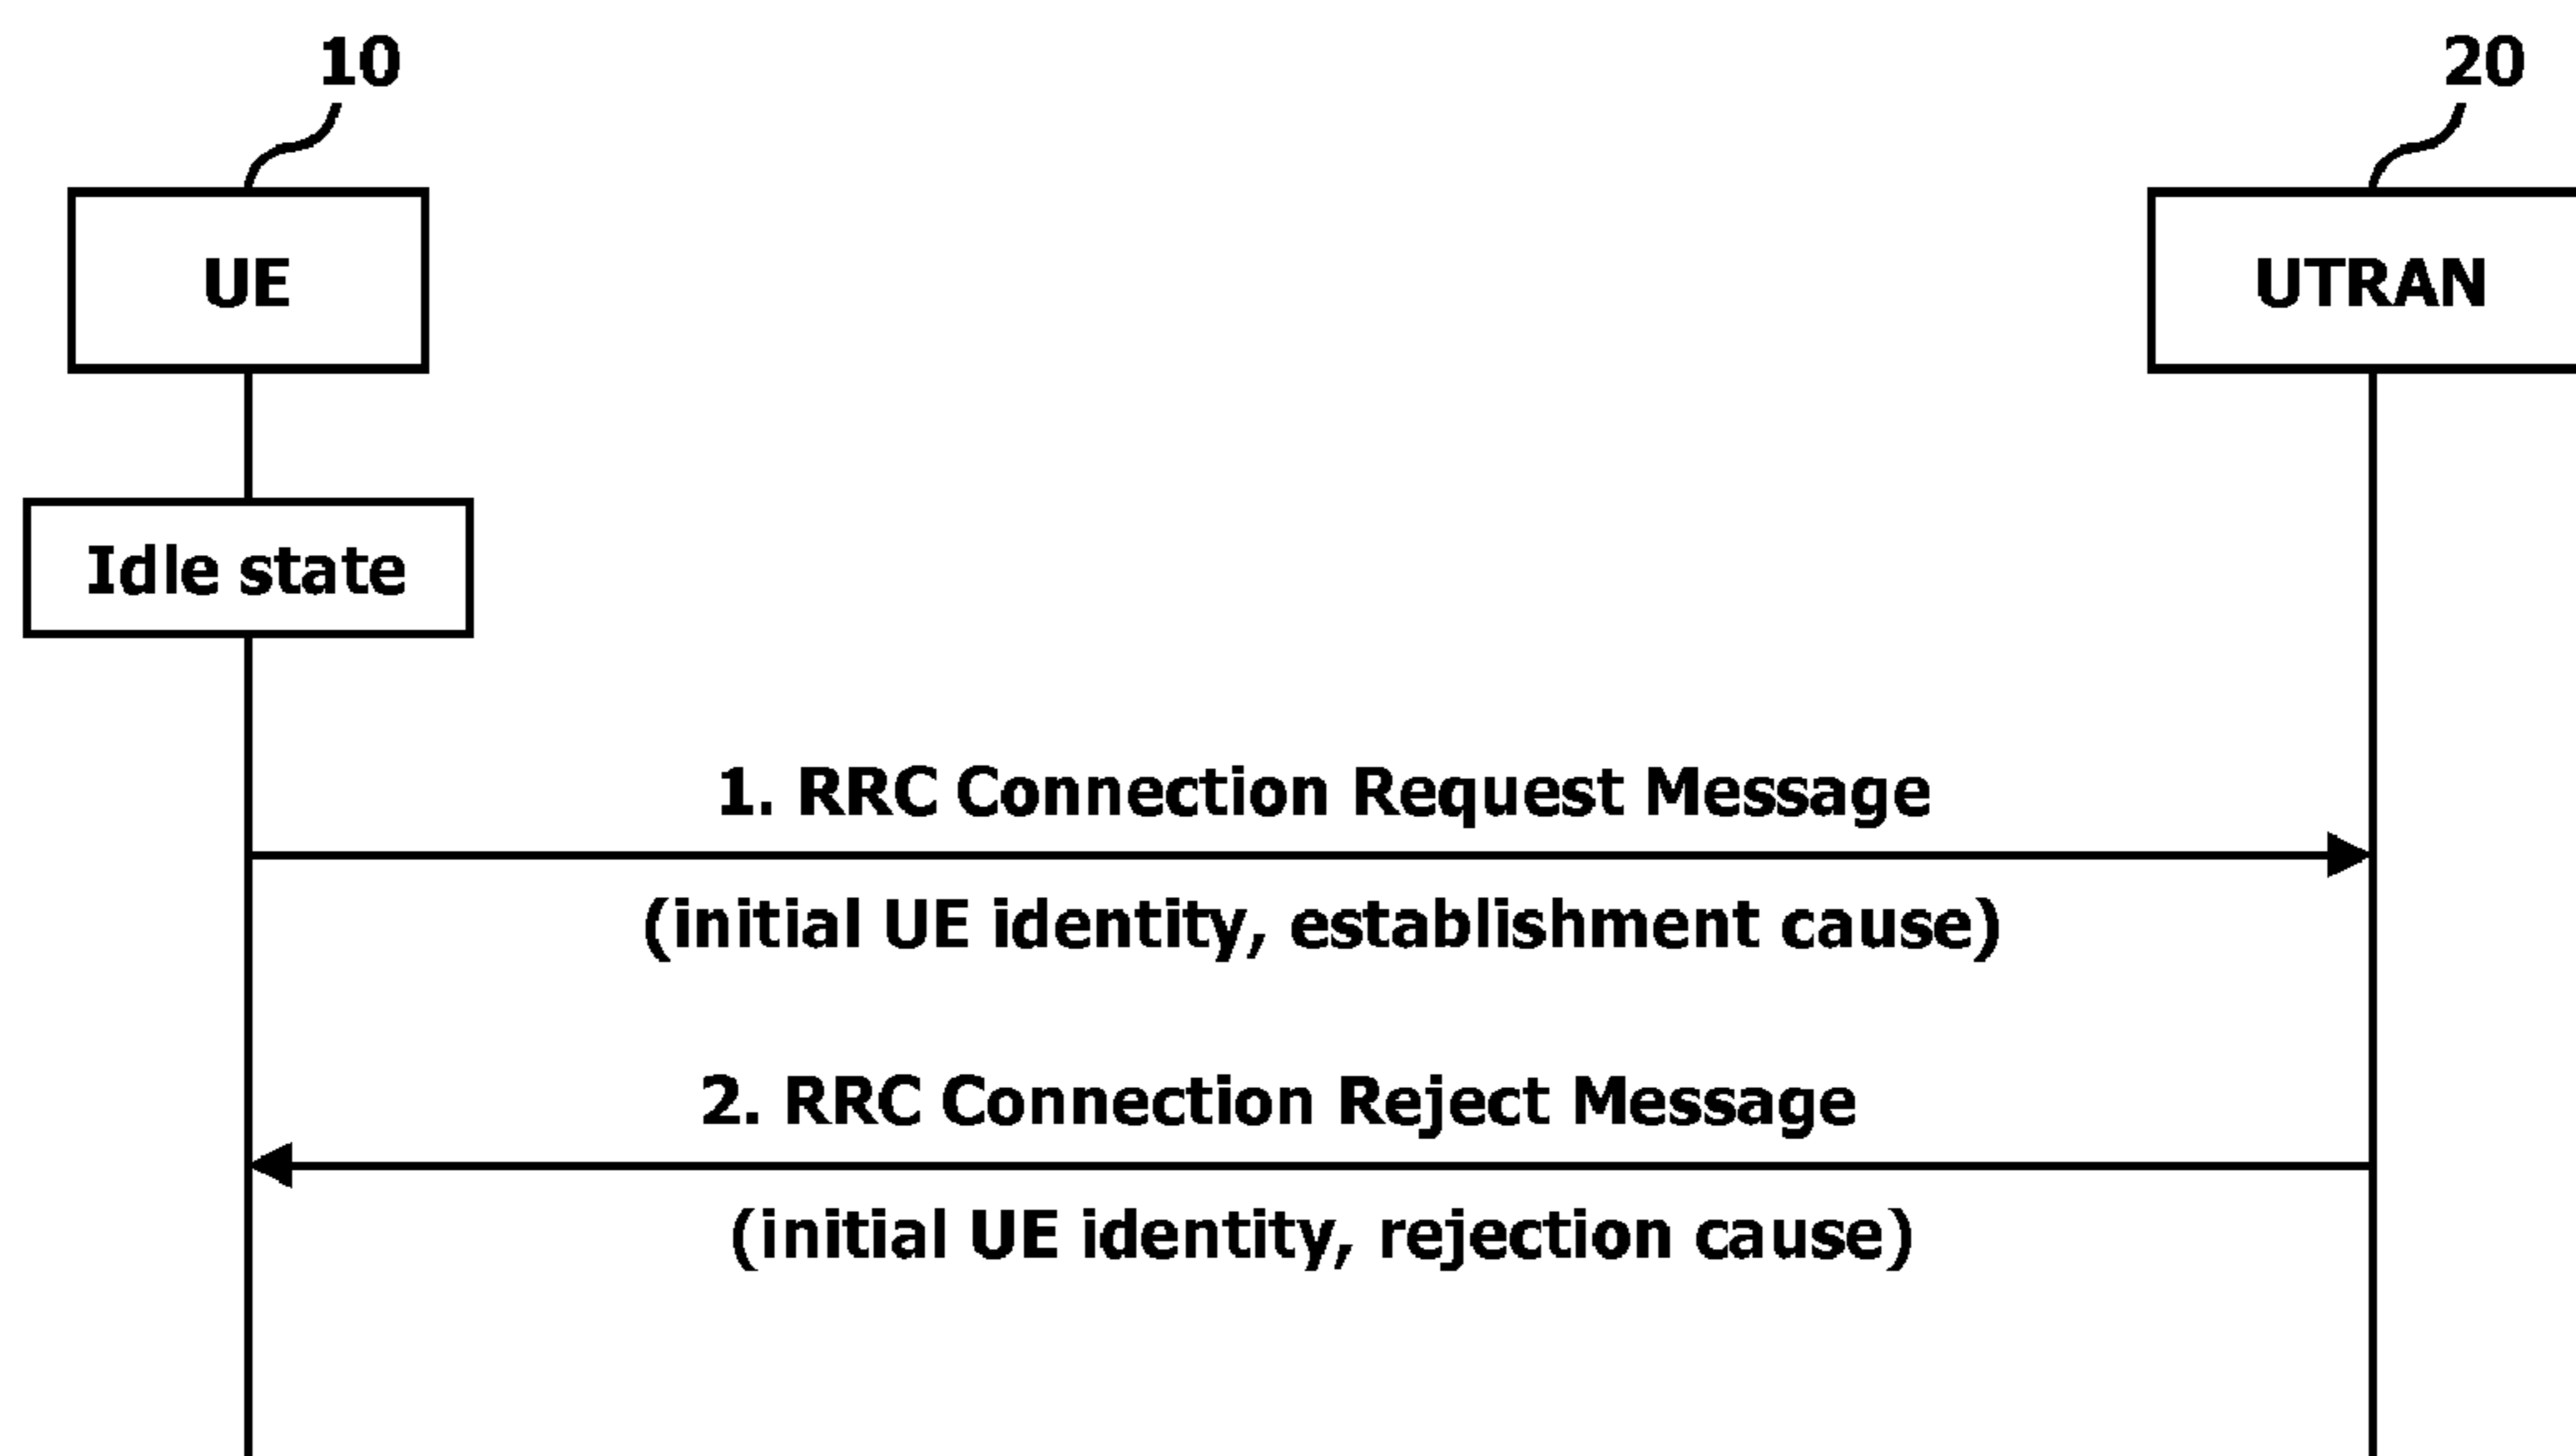 10
20
UE
UTRAN
Idle state
1. RRC Connection Request Message
(initial UE identity, establishment cause)
2. RRC Connection Reject Message
(initial UE identity, rejection cause)